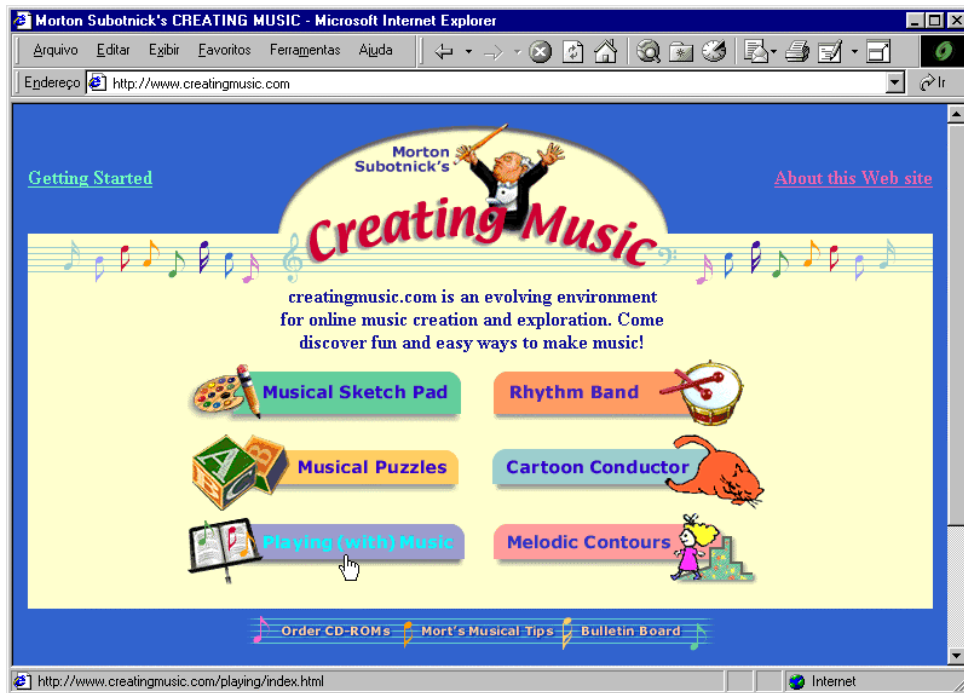 Morton Subotnick's CREATING MUSIC - Microsoft Internet Explorer
Arquivo Editar Exibir Favoritos Ferramentas Ajuda
Endereço http://www.creatingmusic.com Ir
Morton
Subotnick's
Getting Started
About this Web site
Creating Music
creatingmusic.com is an evolving environment
for online music creation and exploration. Come
discover fun and easy ways to make music!
Musical Sketch Pad
Rhythm Band
A B C B
Musical Puzzles
Cartoon Conductor
Playing (with) Music
Melodic Contours
Order CD-ROMs Mort's Musical Tips Bulletin Board
http://www.creatingmusic.com/playing/index.html Internet